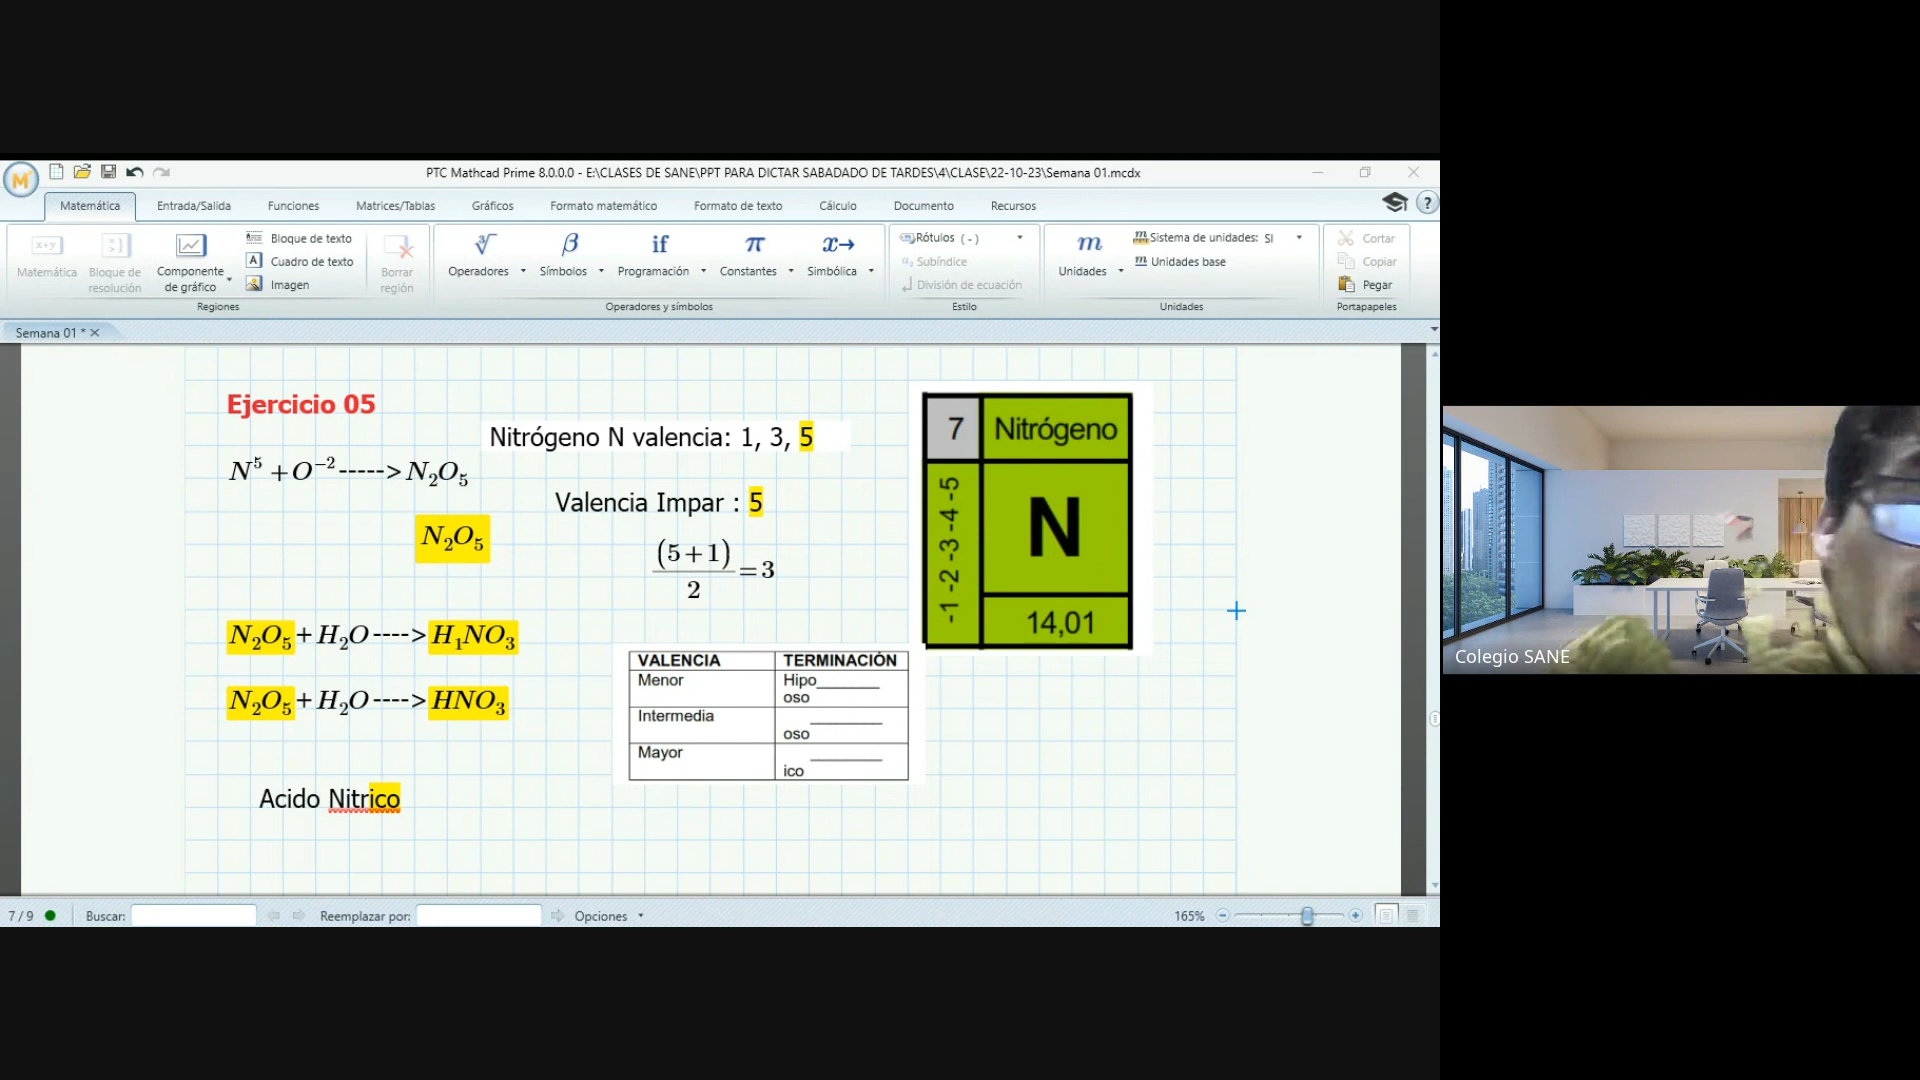 PTC Mathcad Prime 8.0.0.0 - E:\CLASES DE SANE\PPT PARA DICTAR SABADADO DE TARDES\4\CLASE\22-10-23\Semana 01.mcdx
Matemática Entrada/Salida Funciones Matrices/Tablas Gráficos Formato matemático Formato de texto Cálculo Documento Recursos
Matemática
Bloque de resolución
Componente de gráfico
Bloque de texto
Cuadro de texto
Imagen
Borrar región
Regiones
Operadores Símbolos Programación Constantes Simbólica
Operadores y símbolos
Rótulos ( - )
Subíndice
División de ecuación
Estilo
Unidades
Sistema de unidades: SI
Unidades base
Unidades
Cortar
Copiar
Pegar
Portapapeles
Semana 01 *
Ejercicio 05
Nitrógeno N valencia: 1, 3, 5
N⁵ + O⁻² -----> N₂O₅
Valencia Impar : 5
N₂O₅
(5+1)/2 = 3
N₂O₅ + H₂O ----> H₁NO₃
N₂O₅ + H₂O ----> HNO₃
Acido Nitrico
VALENCIA TERMINACIÓN
Menor Hipo_______ oso
Intermedia ________ oso
Mayor ________ ico
7 Nitrógeno
-1 -2 -3 -4 -5
N
14,01
Colegio SANE
7 / 9 Buscar: Reemplazar por: Opciones 165%